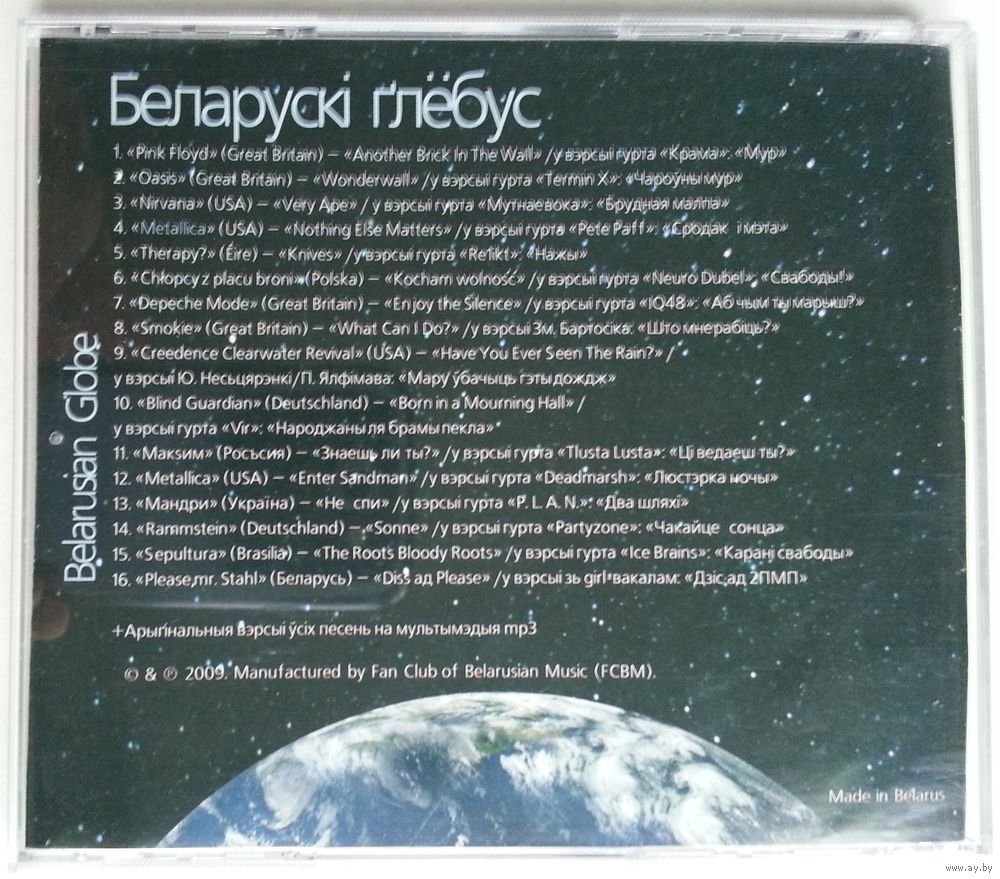 Беларускі ґлёбус
1. «Pink Floyd» (Great Britain) – «Another Brick In The Wall» /у вэрсыі гурта «Крама»: «Мур»
2. «Oasis» (Great Britain) – «Wonderwall» /у вэрсыі гурта «Termin X»: «Чароўны мур»
3. «Nirvana» (USA) – «Very Ape» / у вэрсыі гурта «Мутнаевока»: «Брудная малпа»
4. «Metallica» (USA) – «Nothing Else Matters» / у вэрсыі гурта «Pete Paff»: «Сродак і мэта»
5. «Therapy?» (Éire) – «Knives» /у вэрсыі гурта «Re1ikt»: «Нажы»
6. «Chłopcy z placu broni» (Polska) – «Kocham wolność» /у вэрсыі гурта «Neuro Dubel»: «Свабоды!»
7. «Depeche Mode» (Great Britain) – «Enjoy the Silence» /у вэрсыі гурта «IQ48»: «Аб чым ты марыш?»
8. «Smokie» (Great Britain) – «What Can I Do?» /у вэрсыі Зм. Бартосіка: «Што мне рабіць?»
9. «Creedence Clearwater Revival» (USA) – «Have You Ever Seen The Rain?» /
у вэрсыі Ю. Несьцярэнкі/П. Ялфімава: «Мару ўбачыць гэты дождж»
10. «Blind Guardian» (Deutschland) – «Born in a Mourning Hall» /
у вэрсыі гурта «Vir»: «Народжаны ля брамы пекла»
11. «Максим» (Росьсия) – «Знаешь ли ты?» /у вэрсыі гурта «Tlusta Lusta»: «Ці ведаеш ты?»
12. «Metallica» (USA) – «Enter Sandman» /у вэрсыі гурта «Deadmarsh»: «Люстэрка ночы»
13. «Мандри» (Україна) – «Не спи» /у вэрсыі гурта «P. L. A. N.»: «Два шляхі»
14. «Rammstein» (Deutschland) – «Sonne» /у вэрсыі гурта «Partyzone»: «Чакайце сонца»
15. «Sepultura» (Brasilia) – «The Roots Bloody Roots» /у вэрсыі гурта «Ice Brains»: «Карані свабоды»
16. «Please, mr. Stahl» (Беларусь) – «Diss ад Please» /у вэрсыі зь girl-вакалам: «Дзіс ад 2ПМП»
+Арыґінальныя вэрсыі ўсіх песень на мультымэдыя mp3
© & ℗ 2009. Manufactured by Fan Club of Belarusian Music (FCBM).
Belarusian Globe
Made in Belarus
www.ay.by